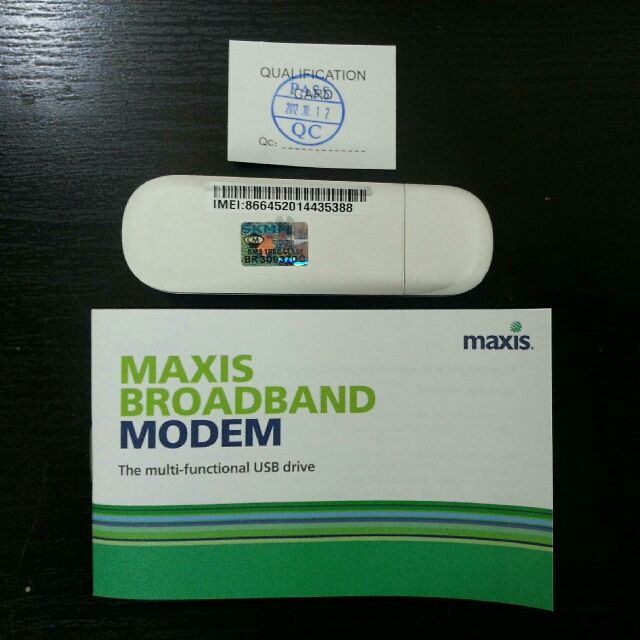 QUALIFICATION
CARD
PASS
2012.10.12
QC
Qc:
IMEI:866452014435388
SKMM
maxis
MAXIS
BROADBAND
MODEM
The multi-functional USB drive